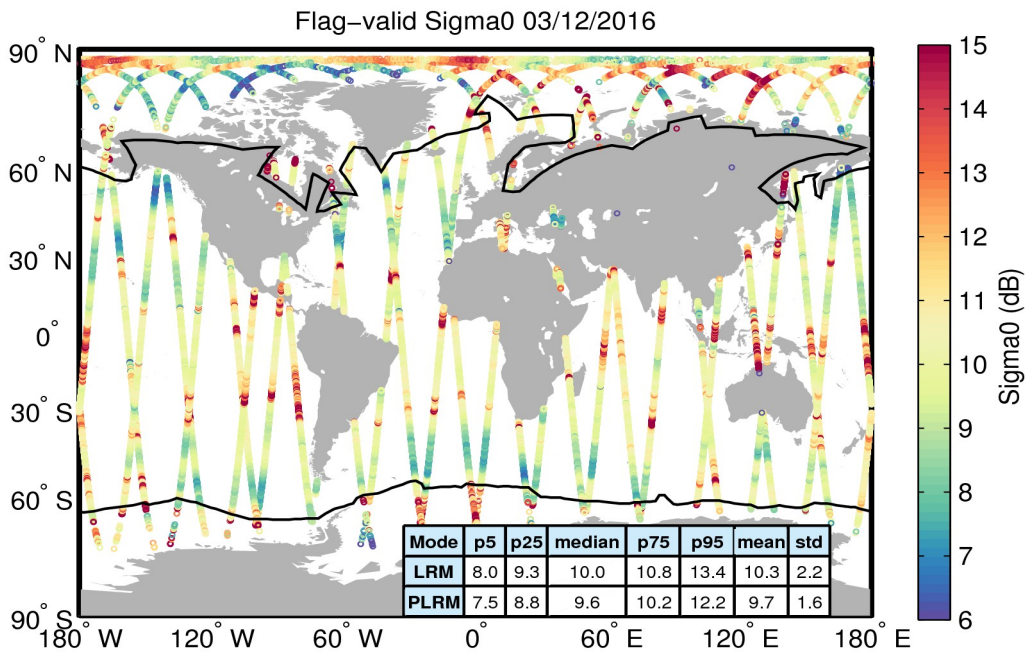 Flag−valid Sigma0 03/12/2016
90° N
60° N
30° N
0°
30° S
60° S
90° S
180° W
120° W
60° W
0°
60° E
120° E
180° E
Mode p5 p25 median p75 p95 mean std
LRM 8.0 9.3 10.0 10.8 13.4 10.3 2.2
PLRM 7.5 8.8 9.6 10.2 12.2 9.7 1.6
15
14
13
12
11
10
9
8
7
6
Sigma0 (dB)